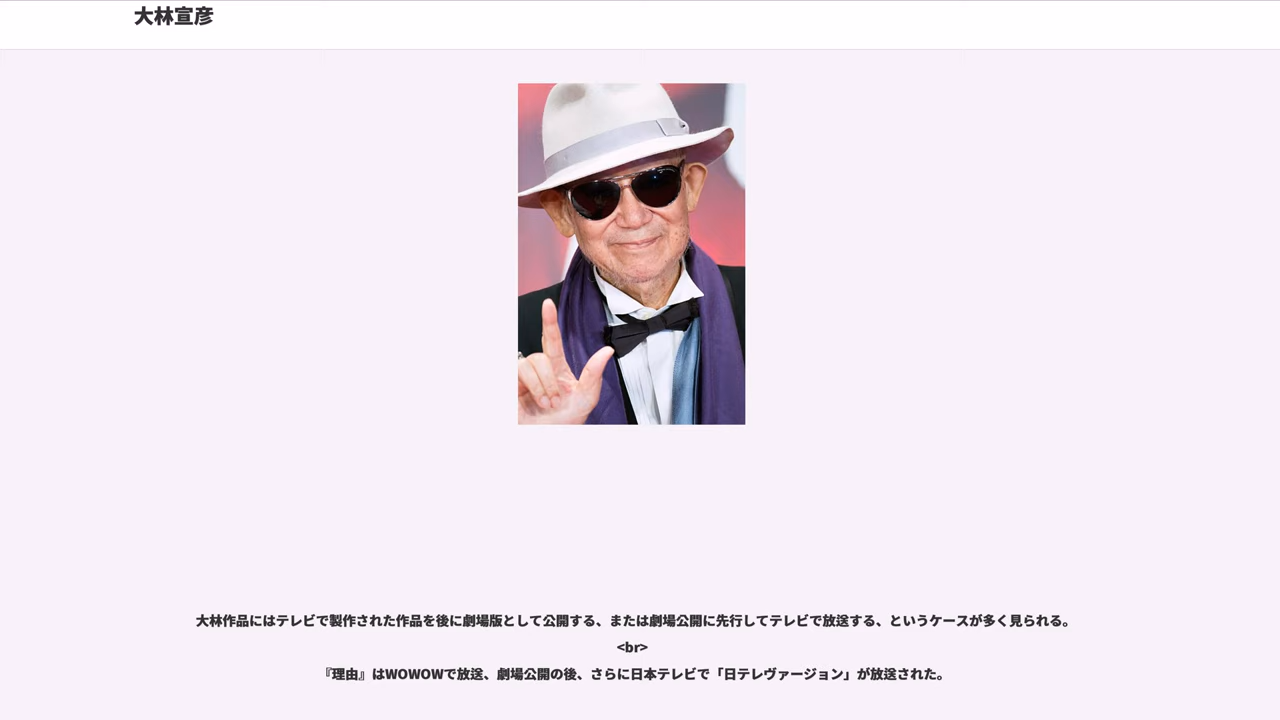 大林宣彦
大林作品にはテレビで製作された作品を後に劇場版として公開する、または劇場公開に先行してテレビで放送する、というケースが多く見られる。
<br>
『理由』はWOWOWで放送、劇場公開の後、さらに日本テレビで「日テレヴァージョン」が放送された。